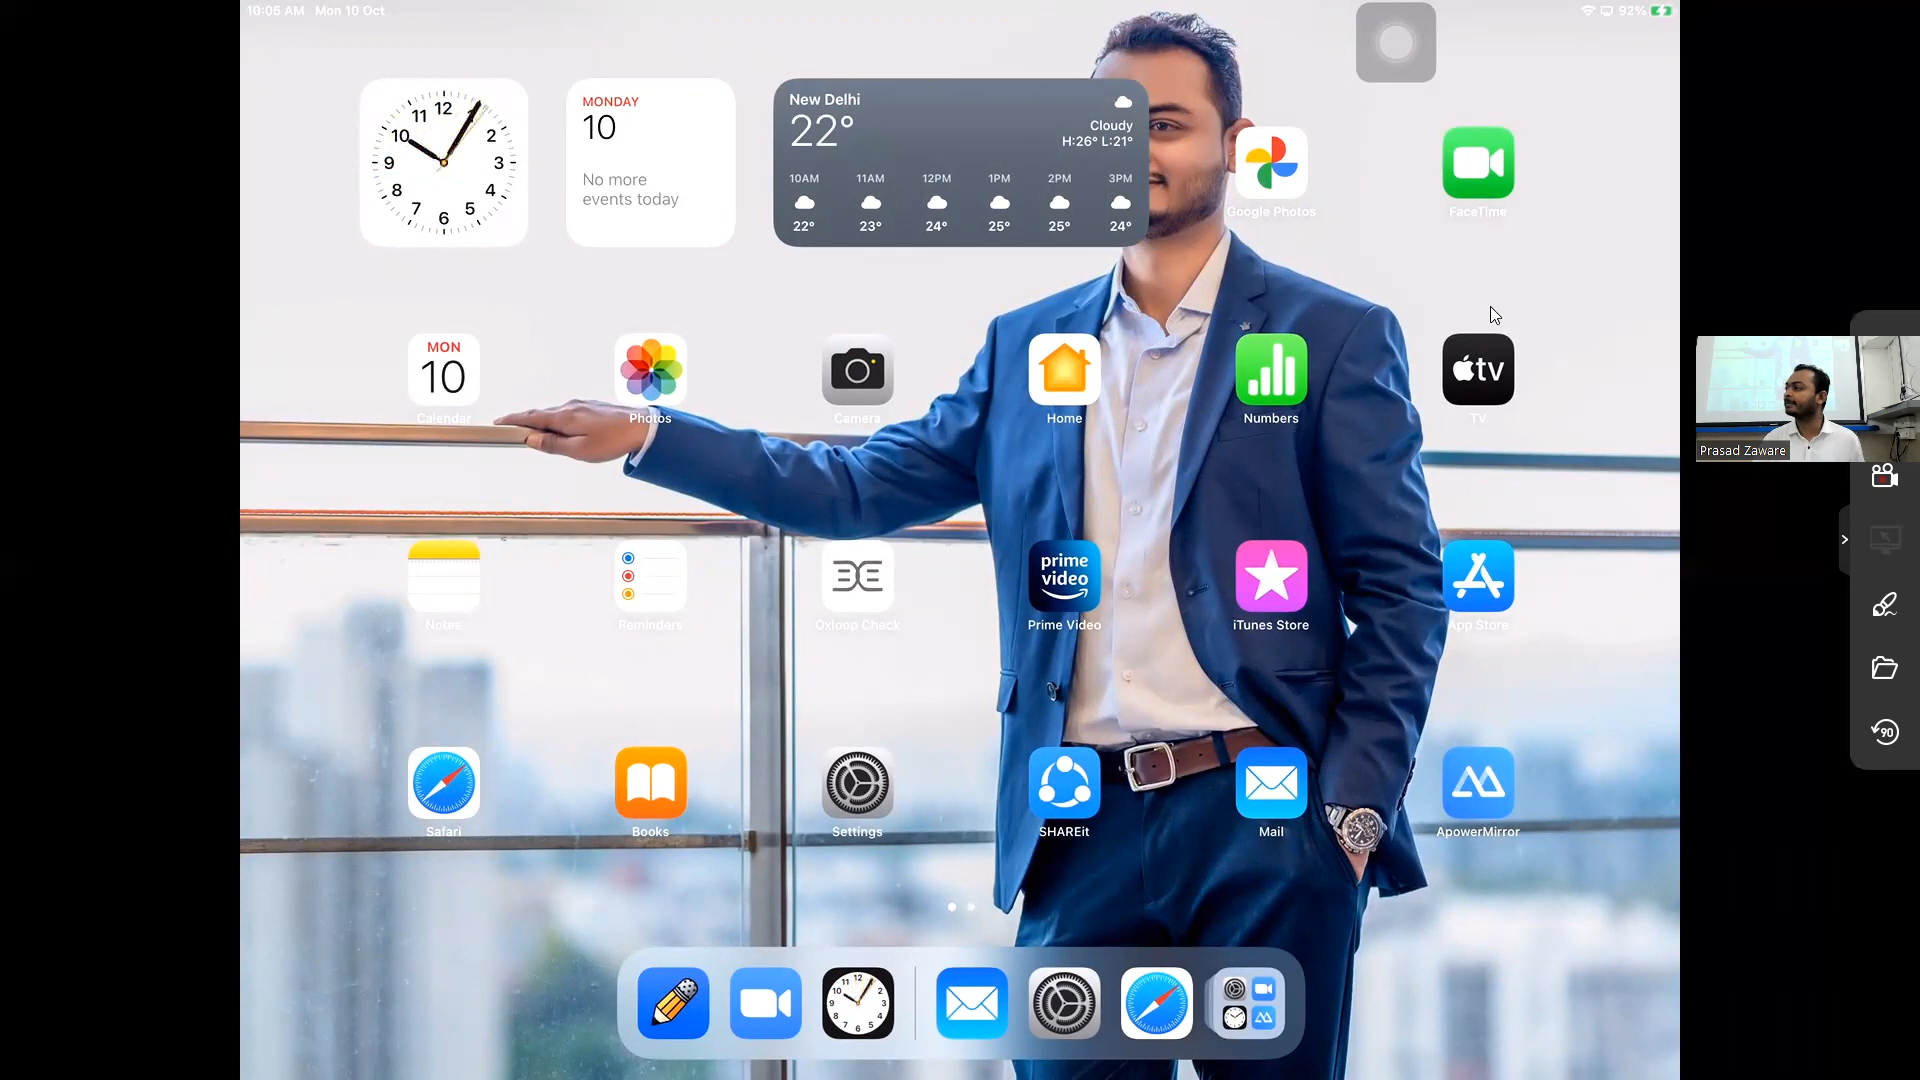 10:05 AM Mon 10 Oct
92%
12
11
10
2
9
3
8
4
7
5
6
MONDAY
10
No more
events today
New Delhi
22°
Cloudy
H:26° L:21°
10AM 11AM 12PM 1PM 2PM 3PM
22° 23° 24° 25° 25° 24°
Google Photos
FaceTime
MON
10
tv
Calendar
Photos
Camera
Home
Numbers
TV
Prasad Zaware
prime
video
Notes
Reminders
Oxloop Check
Prime Video
iTunes Store
App Store
90
Safari
Books
Settings
SHAREit
Mail
ApowerMirror